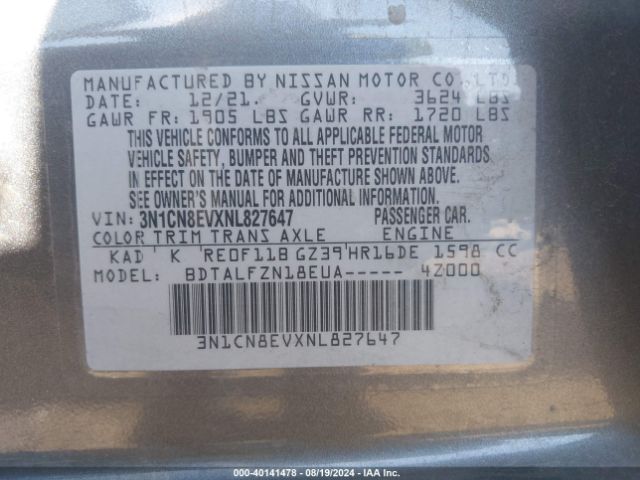 MANUFACTURED BY NISSAN MOTOR CO.,LTD.
DATE: 12/21. GVWR: 3624 LBS
GAWR FR: 1905 LBS GAWR RR: 1720 LBS
THIS VEHICLE CONFORMS TO ALL APPLICABLE FEDERAL MOTOR
VEHICLE SAFETY, BUMPER AND THEFT PREVENTION STANDARDS
IN EFFECT ON THE DATE OF MANUFACTURE SHOWN ABOVE.
SEE OWNER'S MANUAL FOR ADDITIONAL INFORMATION.
VIN: 3N1CN8EVXNL827647 PASSENGER CAR.
COLOR TRIM TRANS AXLE ENGINE
KAD K RE0F11B GZ39 HR16DE 1598 CC
BDTALFZN18EUA----- 4Z000
3N1CN8EVXNL827647
000-40141478 - 08/19/2024 - IAA Inc.